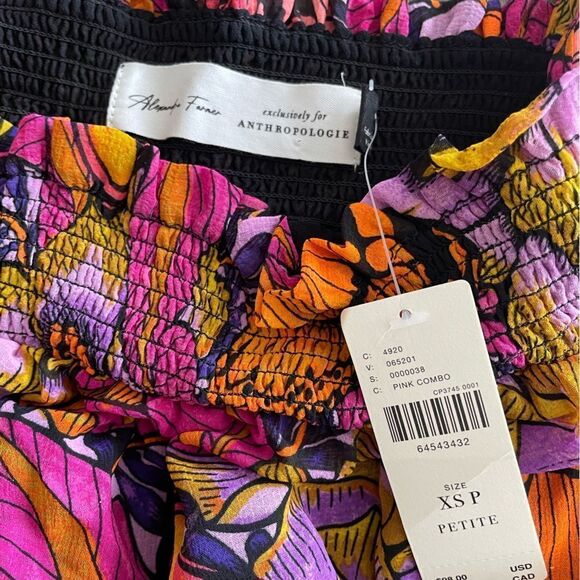 Alexandra Farmer
exclusively for
ANTHROPOLOGIE
C: 4920
V: 065201
S: 0000038
C: PINK COMBO
CP3745 0001
64543432
SIZE
XS P
PETITE
USD
CAD